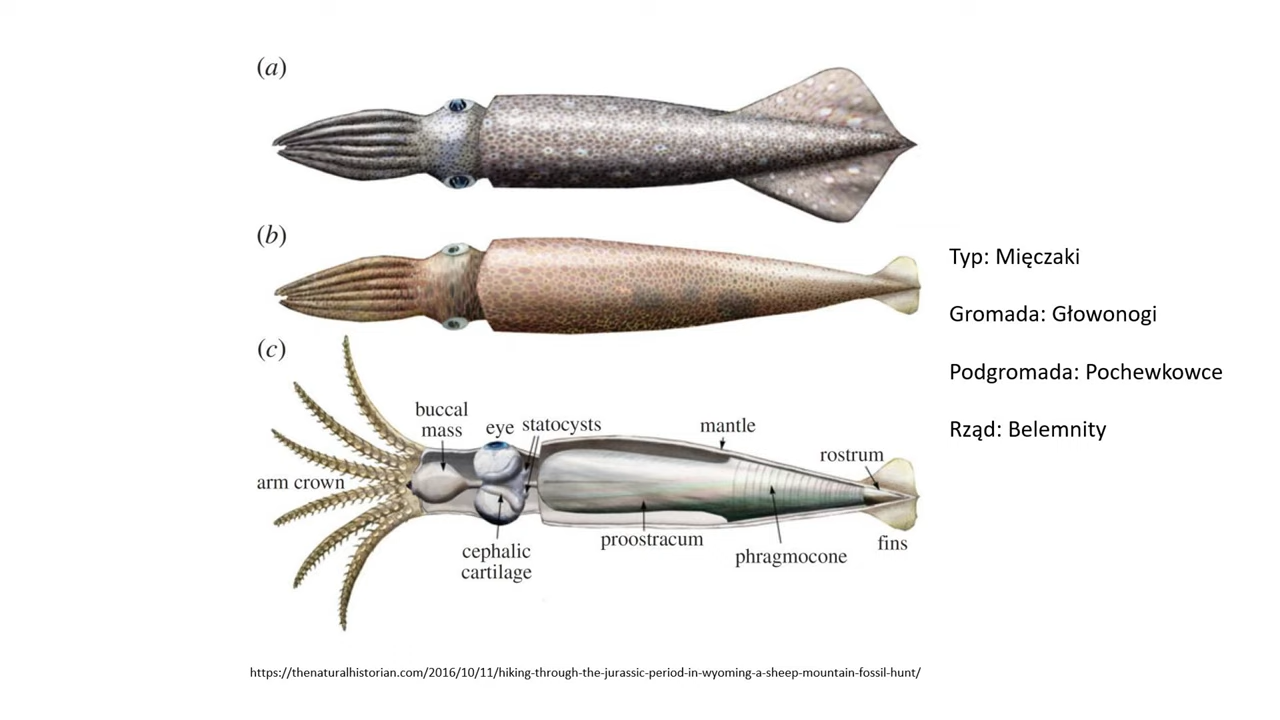 (a)
(b)
(c)
buccal
mass
eye
statocysts
mantle
rostrum
arm crown
proostracum
phragmocone
fins
cephalic
cartilage
Typ: Mięczaki
Gromada: Głowonogi
Podgromada: Pochewkowce
Rząd: Belemnity
https://thenaturalhistorian.com/2016/10/11/hiking-through-the-jurassic-period-in-wyoming-a-sheep-mountain-fossil-hunt/